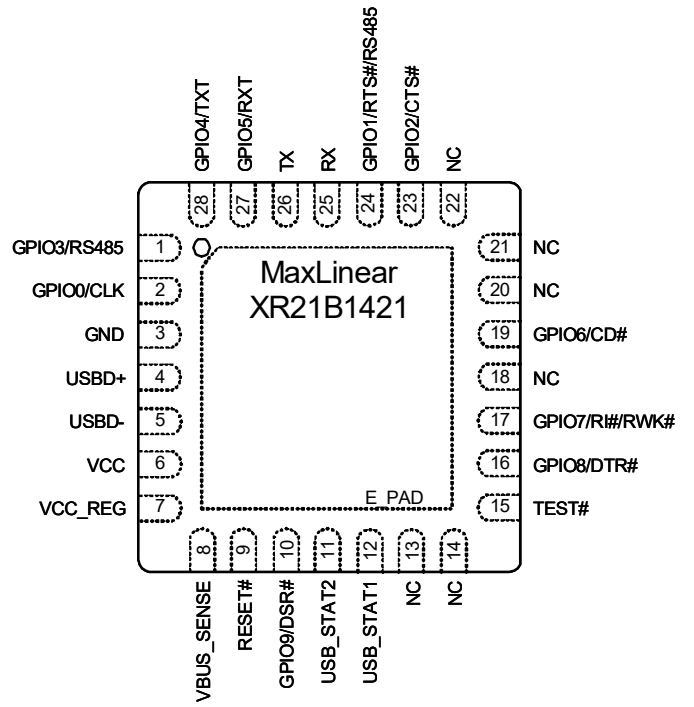 GPIO4/TXT
GPIO5/RXT
TX
RX
GPIO1/RTS#/RS485
GPIO2/CTS#
NC
28
27
26
25
24
23
22
GPIO3/RS485
1
GPIO0/CLK
2
GND
3
USBD+
4
USBD-
5
VCC
6
VCC_REG
7
MaxLinear
XR21B1421
E_PAD
21
NC
20
NC
19
GPIO6/CD#
18
NC
17
GPIO7/RI#/RWK#
16
GPIO8/DTR#
15
TEST#
8
9
10
11
12
13
14
VBUS_SENSE
RESET#
GPIO9/DSR#
USB_STAT2
USB_STAT1
NC
NC